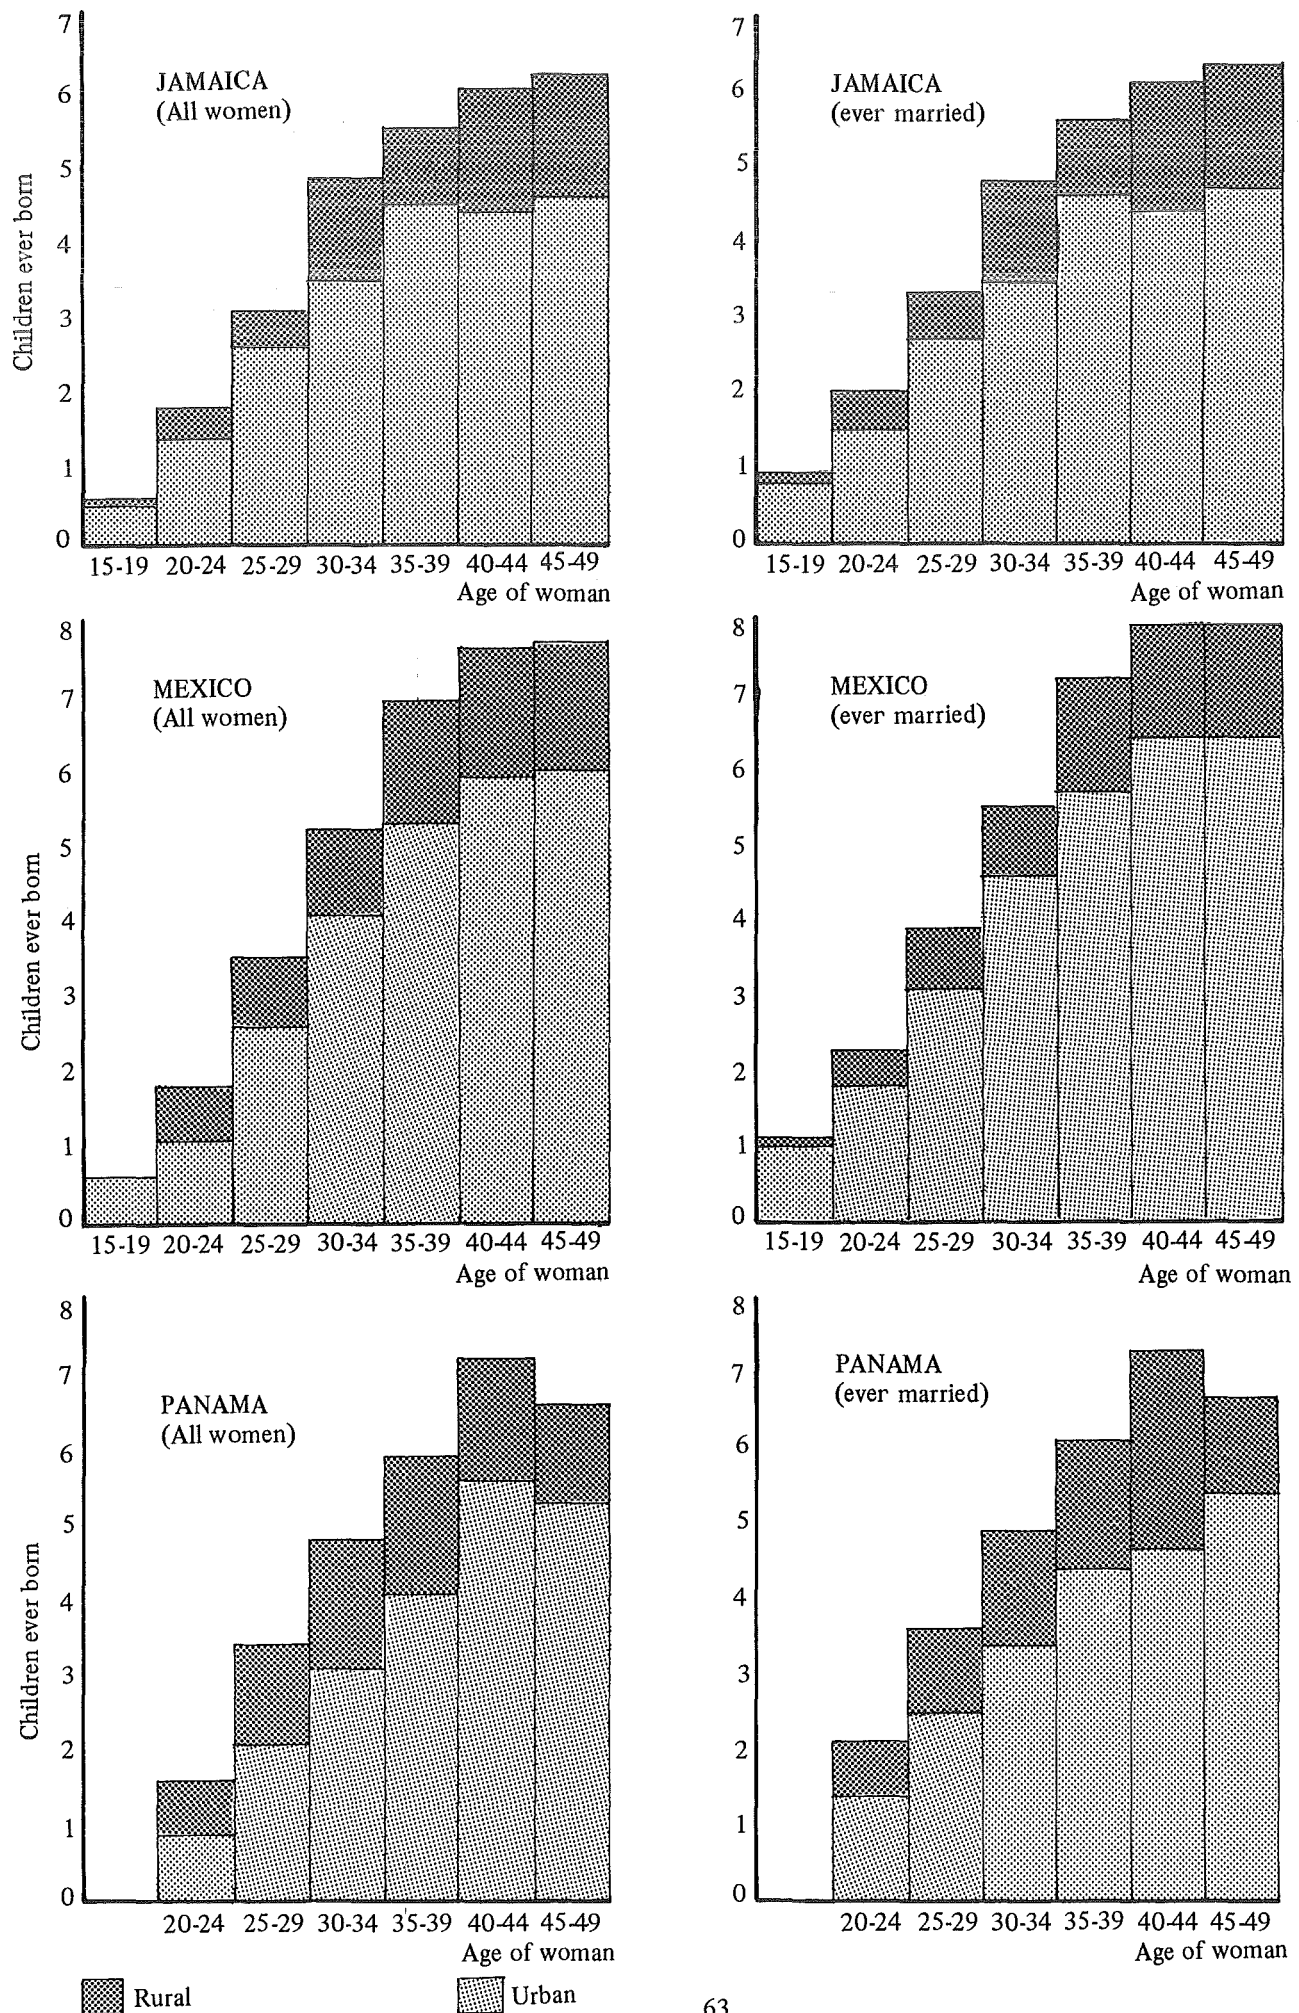 7
6
5
4
3
2
1
0
Children ever born
JAMAICA
(All women)
15-19 20-24 25-29 30-34 35-39 40-44 45-49
Age of woman
7
6
5
4
3
2
1
0
JAMAICA
(ever married)
15-19 20-24 25-29 30-34 35-39 40-44 45-49
Age of woman
8
7
6
5
4
3
2
1
0
Children ever born
MEXICO
(All women)
15-19 20-24 25-29 30-34 35-39 40-44 45-49
Age of woman
8
7
6
5
4
3
2
1
0
MEXICO
(ever married)
15-19 20-24 25-29 30-34 35-39 40-44 45-49
Age of woman
8
7
6
5
4
3
2
1
0
Children ever born
PANAMA
(All women)
20-24 25-29 30-34 35-39 40-44 45-49
Age of woman
8
7
6
5
4
3
2
1
0
PANAMA
(ever married)
20-24 25-29 30-34 35-39 40-44 45-49
Age of woman
Rural
Urban
63